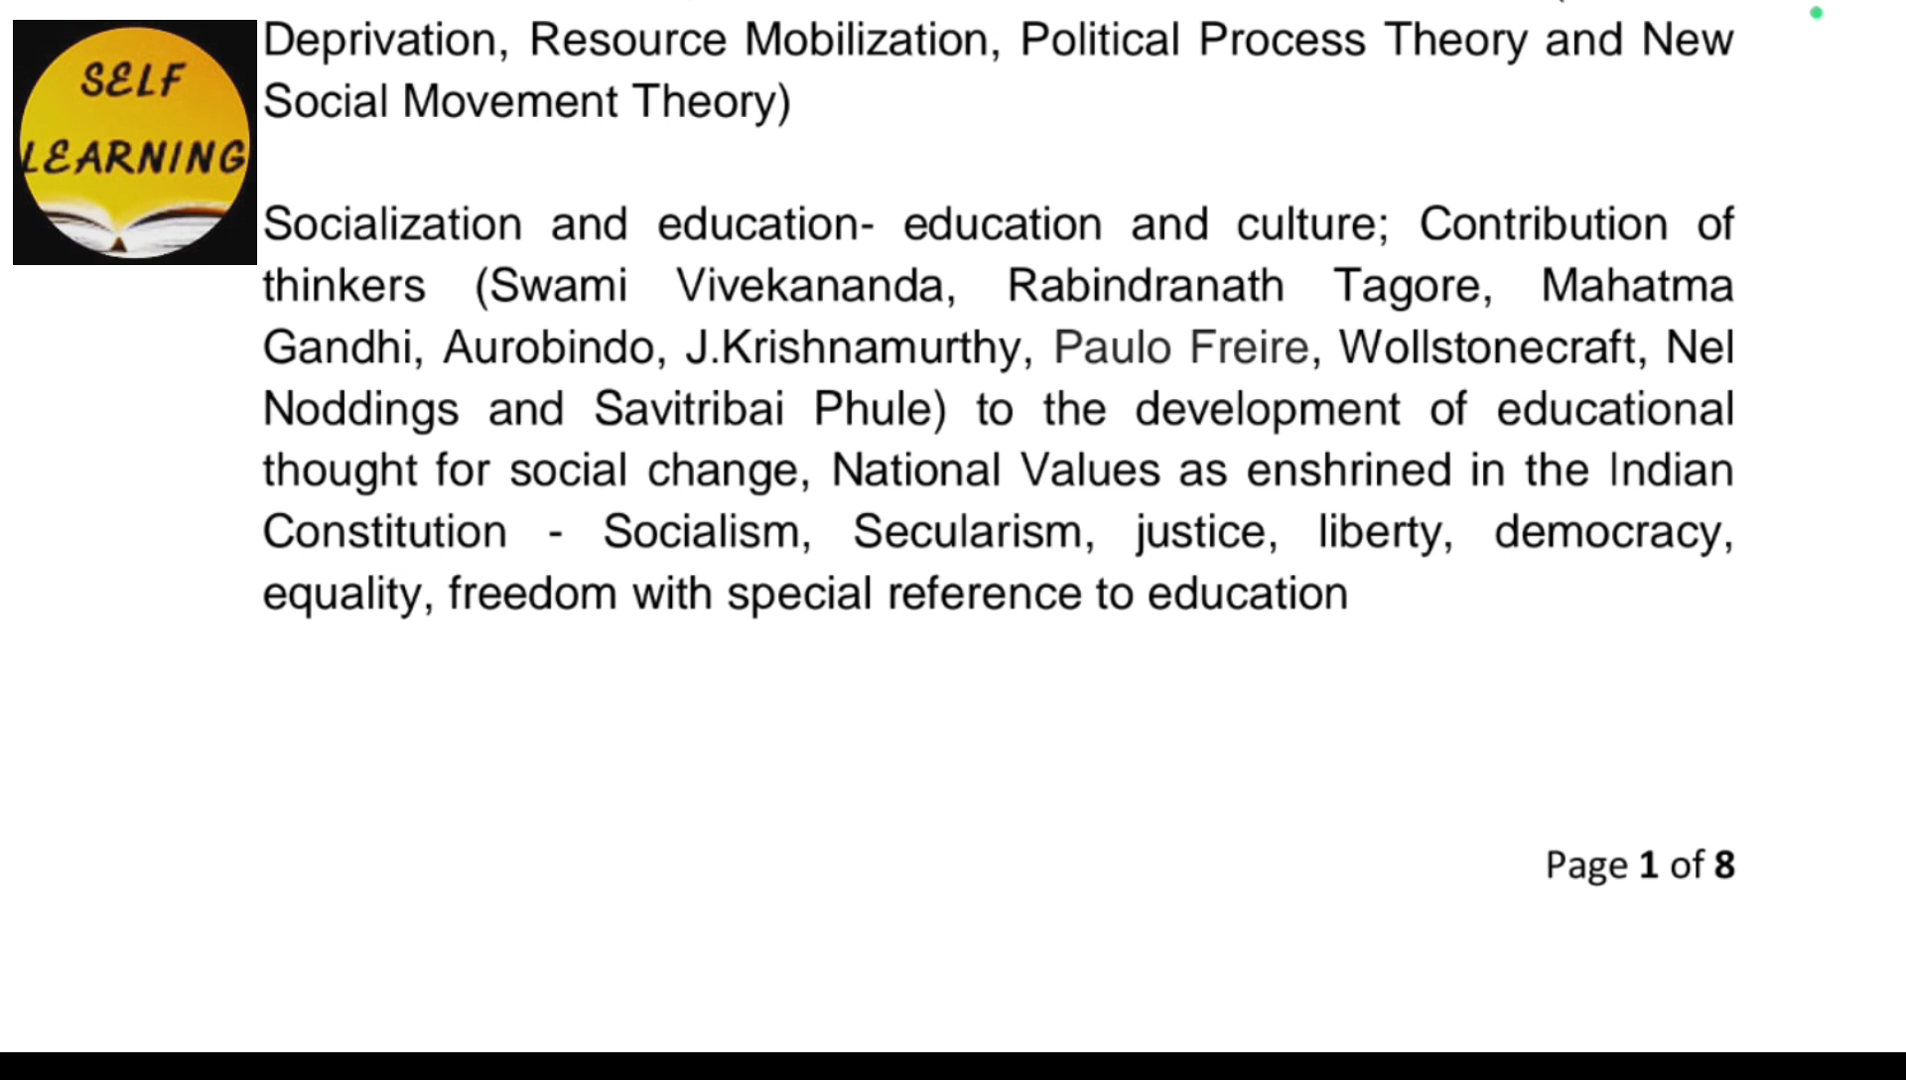 SELF
LEARNING
Deprivation, Resource Mobilization, Political Process Theory and New
Social Movement Theory)
Socialization and education- education and culture; Contribution of
thinkers (Swami Vivekananda, Rabindranath Tagore, Mahatma
Gandhi, Aurobindo, J.Krishnamurthy, Paulo Freire, Wollstonecraft, Nel
Noddings and Savitribai Phule) to the development of educational
thought for social change, National Values as enshrined in the Indian
Constitution - Socialism, Secularism, justice, liberty, democracy,
equality, freedom with special reference to education
Page 1 of 8